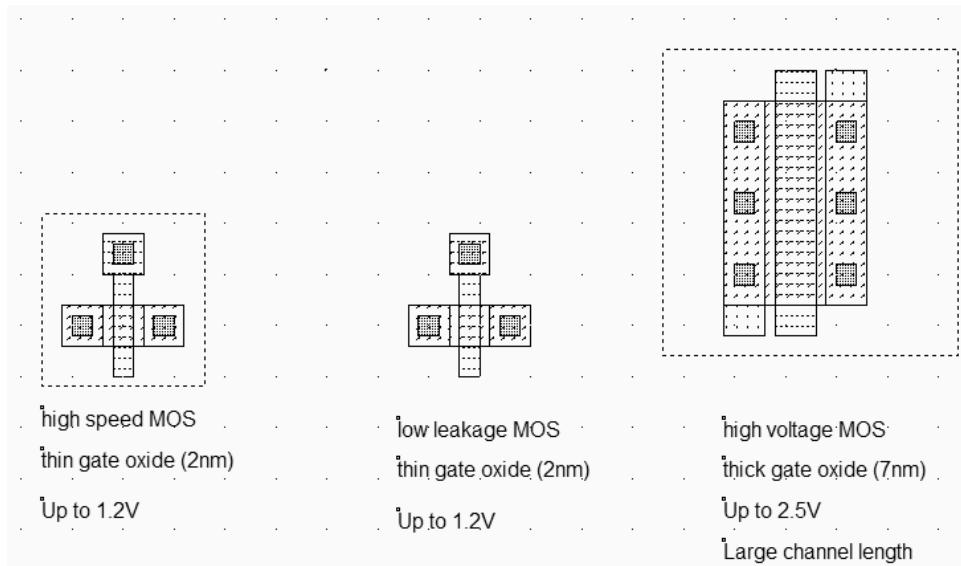 high speed MOS
thin gate oxide (2nm)
Up to 1.2V
low leakage MOS
thin gate oxide (2nm)
Up to 1.2V
high voltage MOS
thick gate oxide (7nm)
Up to 2.5V
Large channel length